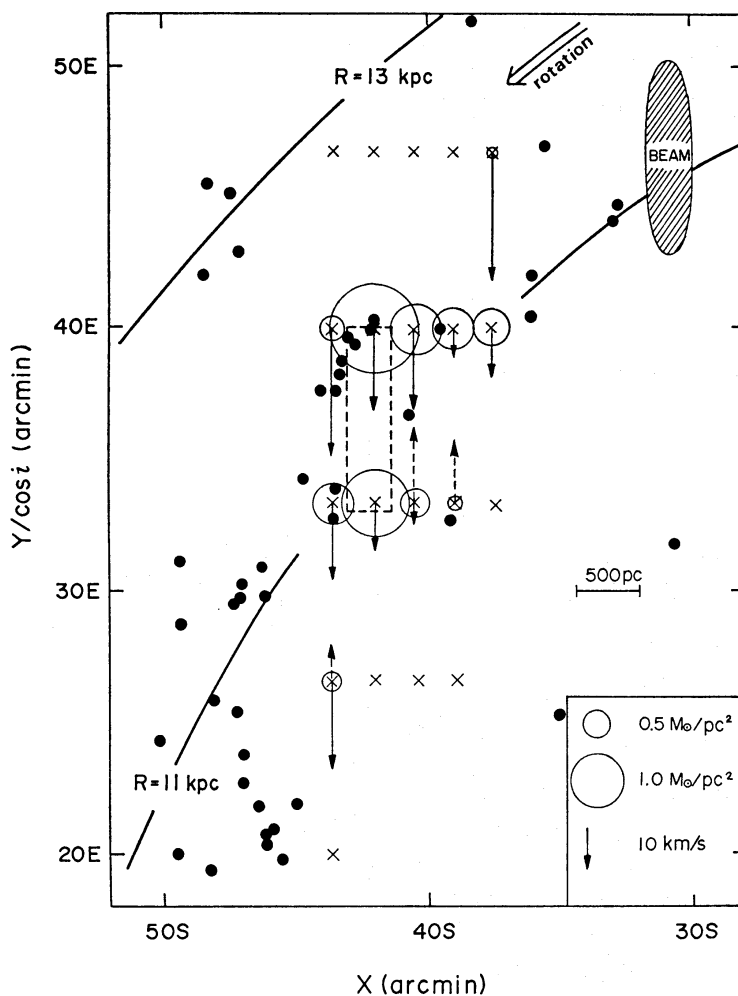 50E
R=13 kpc
rotation
BEAM
40E
Y/cosi (arcmin)
500pc
30E
0.5 M⊙/pc²
1.0 M⊙/pc²
R=11 kpc
10 km/s
20E
50S
40S
30S
X (arcmin)